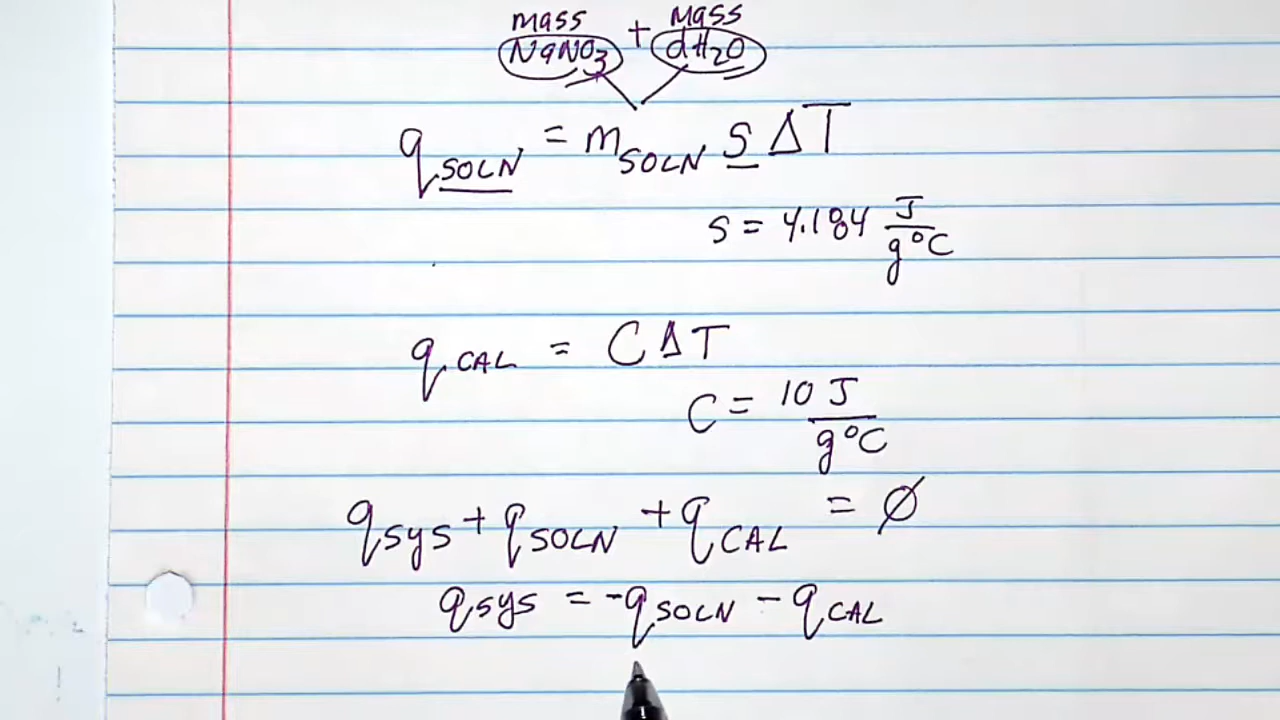 mass + mass
NaNO3 + dH2O
qSOLN = mSOLN S ΔT
S = 4.184 J/g°C
qCAL = CΔT
C = 10 J/g°C
qsys + qSOLN + qCAL = ∅
qsys = -qSOLN - qCAL